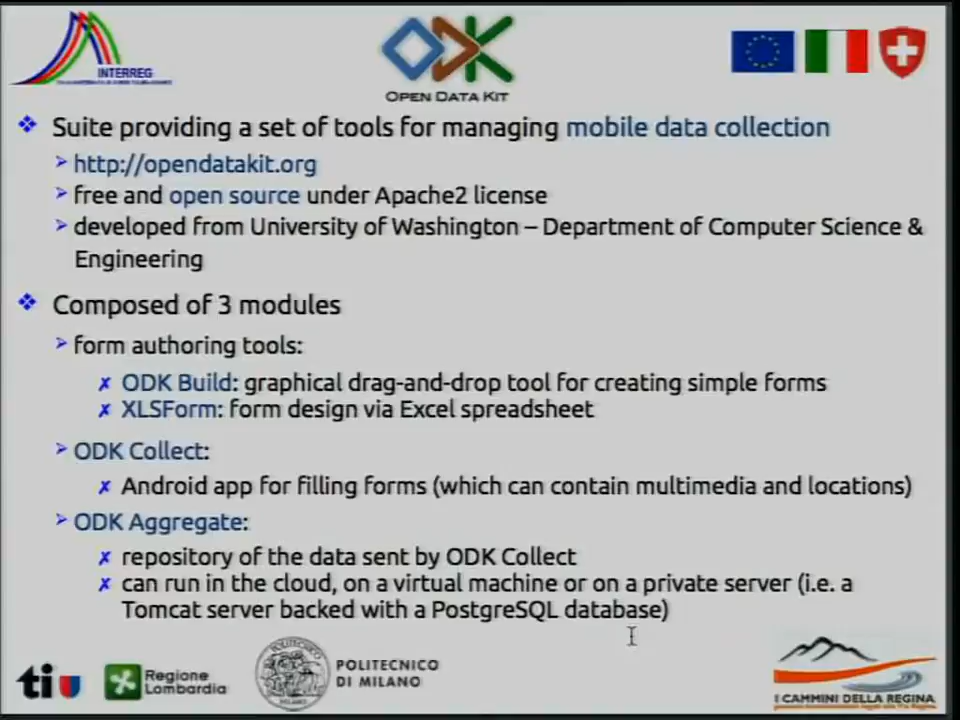 INTERREG
ODK
OPEN DATA KIT
Suite providing a set of tools for managing mobile data collection
http://opendatakit.org
free and open source under Apache2 license
developed from University of Washington – Department of Computer Science &
Engineering
Composed of 3 modules
form authoring tools:
ODK Build: graphical drag-and-drop tool for creating simple forms
XLSForm: form design via Excel spreadsheet
ODK Collect:
Android app for filling forms (which can contain multimedia and locations)
ODK Aggregate:
repository of the data sent by ODK Collect
can run in the cloud, on a virtual machine or on a private server (i.e. a
Tomcat server backed with a PostgreSQL database)
ti
Regione
Lombardia
POLITECNICO
DI MILANO
I CAMMINI DELLA REGINA